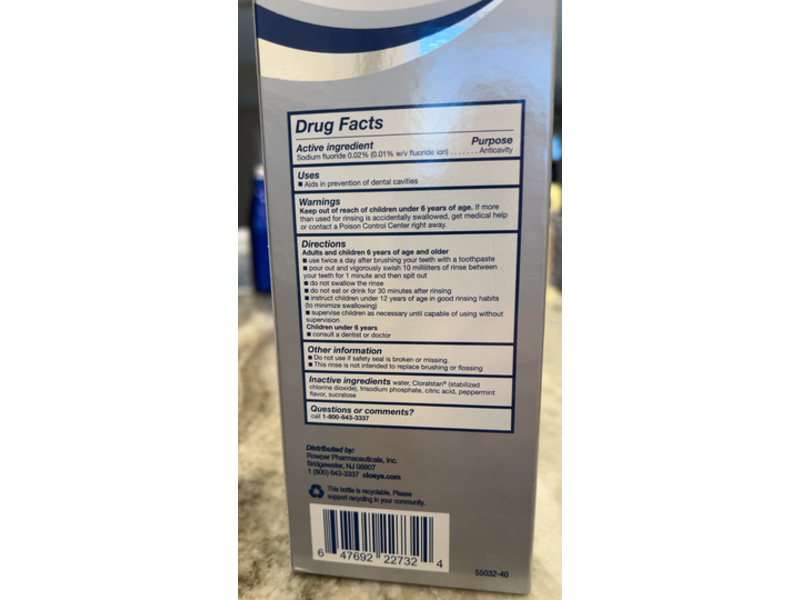 Drug Facts
Active ingredient Purpose
Sodium fluoride 0.02% (0.01% w/v fluoride ion) . . . . . . . Anticavity
Uses
■ Aids in prevention of dental cavities
Warnings
Keep out of reach of children under 6 years of age. If more
than used for rinsing is accidentally swallowed, get medical help
or contact a Poison Control Center right away.
Directions
Adults and children 6 years of age and older
■ use twice a day after brushing your teeth with a toothpaste
■ pour out and vigorously swish 10 milliliters of rinse between
your teeth for 1 minute and then spit out
■ do not swallow the rinse
■ do not eat or drink for 30 minutes after rinsing
■ instruct children under 12 years of age in good rinsing habits
(to minimize swallowing)
■ supervise children as necessary until capable of using without
supervision
Children under 6 years
■ consult a dentist or doctor
Other information
■ Do not use if safety seal is broken or missing.
■ This rinse is not intended to replace brushing or flossing
Inactive ingredients water, Cloralstan® (stabilized
chlorine dioxide), trisodium phosphate, citric acid, peppermint
flavor, sucralose
Questions or comments?
call 1-800-643-3337
Distributed by:
Rowpar Pharmaceuticals, Inc.
Bridgewater, NJ 08807
1 (800) 643-3337 closys.com
This bottle is recyclable. Please
support recycling in your community.
6 47692 22732 4
55032-40